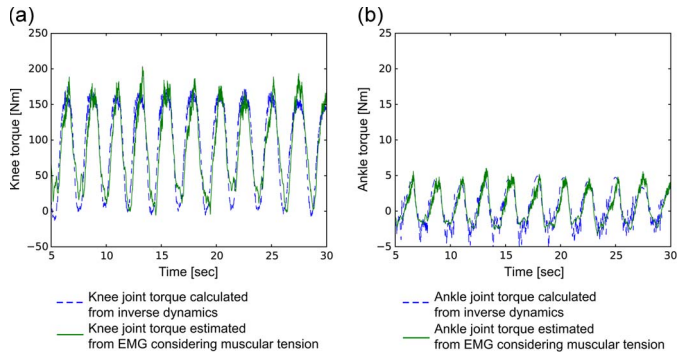 (a)
250
200
150
100
50
0
−50
Knee torque [Nm]
5 10 15 20 25 30
Time [sec]
Knee joint torque calculated
from inverse dynamics
Knee joint torque estimated
from EMG considering muscular tension
(b)
25
20
15
10
5
0
−5
Ankle torque [Nm]
5 10 15 20 25 30
Time [sec]
Ankle joint torque calculated
from inverse dynamics
Ankle joint torque estimated
from EMG considering muscular tension